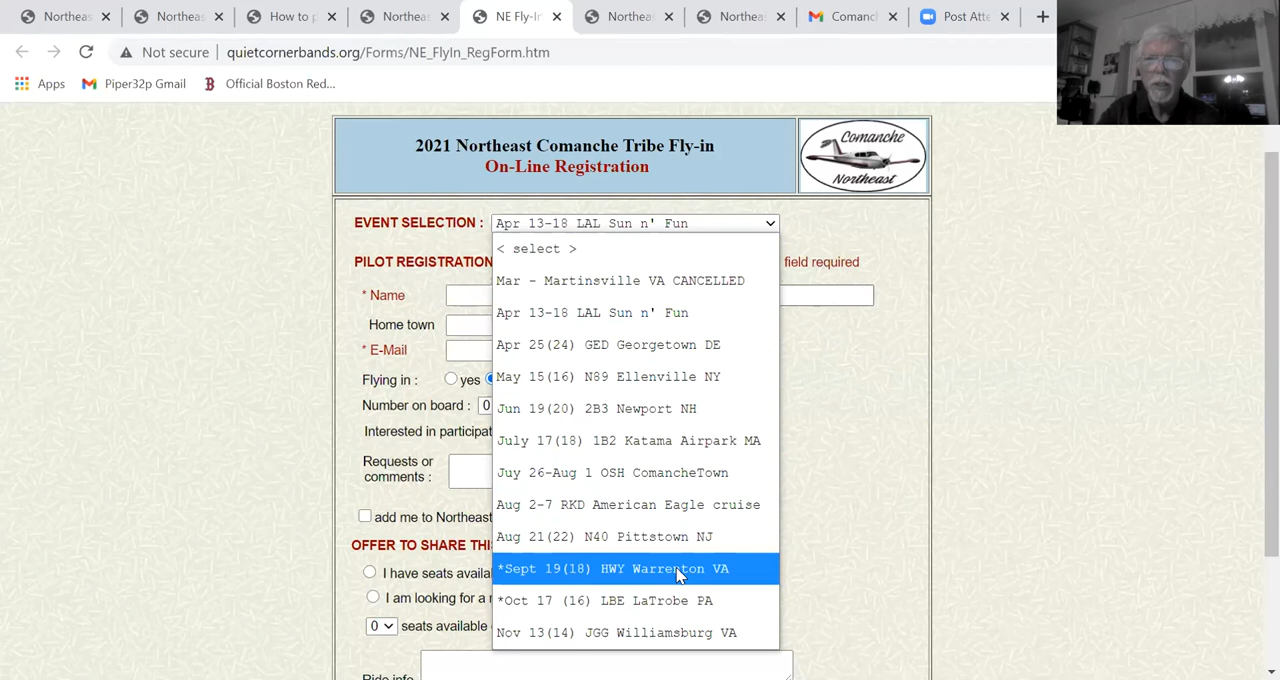 Northeas
Northeas
How to p
Northeas
NE Fly-In
Northeas
Northeas
Comanch
Post Atte
Not secure
quietcornerbands.org/Forms/NE_FlyIn_RegForm.htm
Apps
Piper32p Gmail
Official Boston Red...
2021 Northeast Comanche Tribe Fly-in
On-Line Registration
Comanche
Northeast
EVENT SELECTION :
Apr 13-18 LAL Sun n' Fun
< select >
PILOT REGISTRATION
field required
Mar - Martinsville VA CANCELLED
* Name
Apr 13-18 LAL Sun n' Fun
Home town
Apr 25(24) GED Georgetown DE
* E-Mail
May 15(16) N89 Ellenville NY
Flying in :
yes
Number on board :
0
Jun 19(20) 2B3 Newport NH
Interested in participat
July 17(18) 1B2 Katama Airpark MA
Requests or
comments :
Juy 26-Aug 1 OSH ComancheTown
Aug 2-7 RKD American Eagle cruise
add me to Northeast
Aug 21(22) N40 Pittstown NJ
OFFER TO SHARE THI
*Sept 19(18) HWY Warrenton VA
I have seats availa
*Oct 17 (16) LBE LaTrobe PA
I am looking for a r
0
seats available
Nov 13(14) JGG Williamsburg VA
Ride info